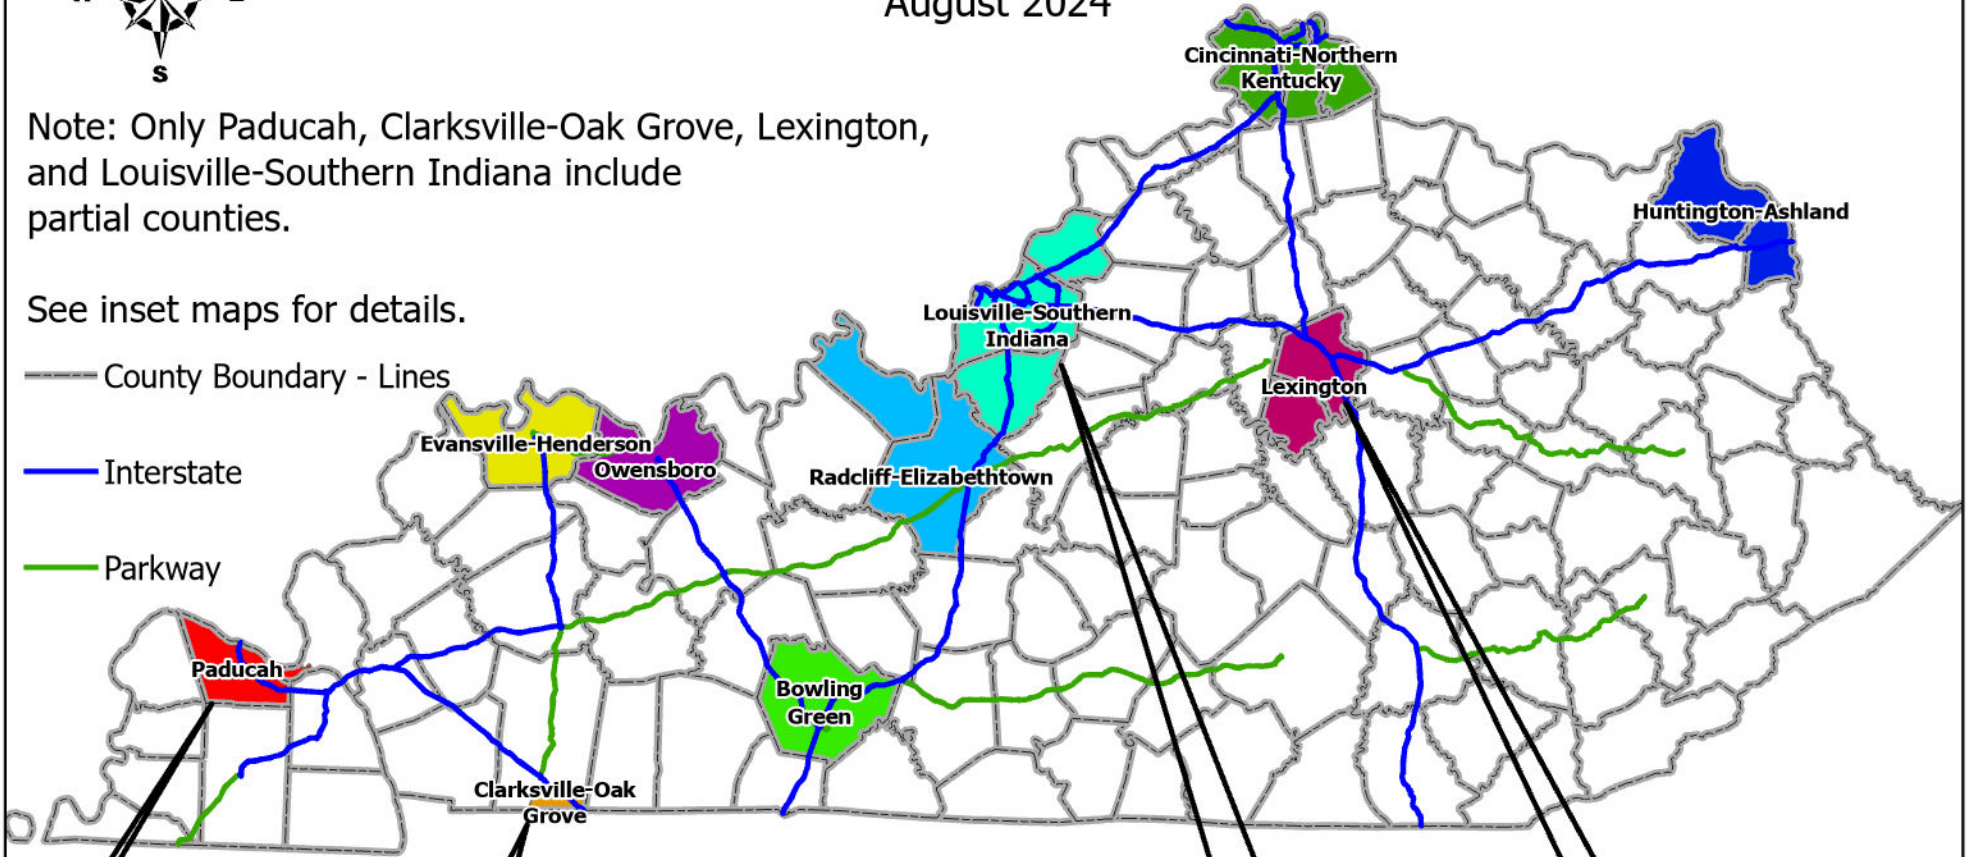 August 2024
S
Note: Only Paducah, Clarksville-Oak Grove, Lexington,
and Louisville-Southern Indiana include
partial counties.
See inset maps for details.
County Boundary - Lines
Interstate
Parkway
Cincinnati-Northern
Kentucky
Huntington-Ashland
Louisville-Southern
Indiana
Lexington
Evansville-Henderson
Owensboro
Radcliff-Elizabethtown
Paducah
Bowling
Green
Clarksville-Oak
Grove